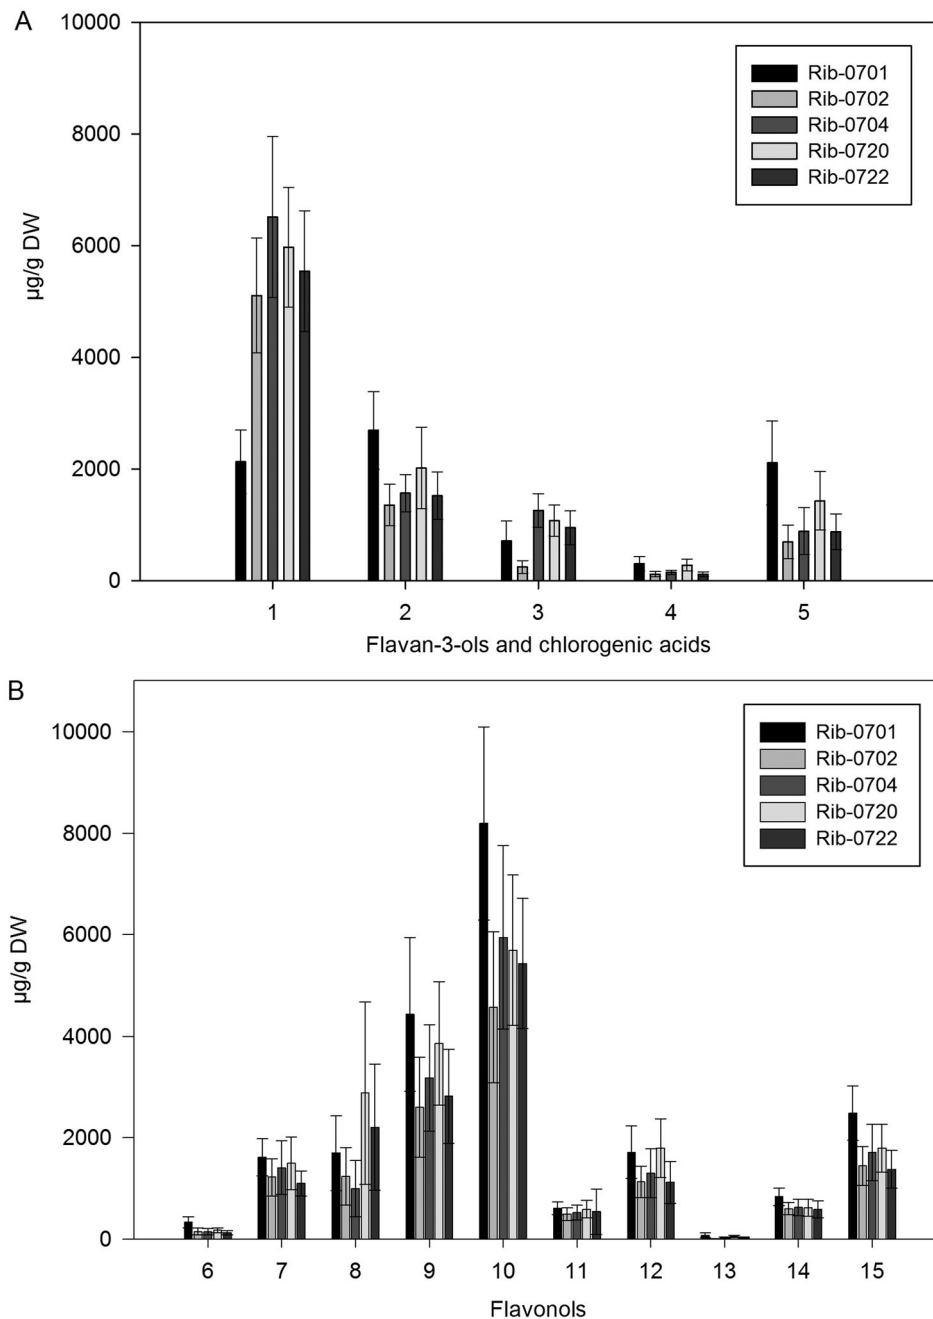 A
10000
8000
6000
4000
2000
0
µg/g DW
Rib-0701
Rib-0702
Rib-0704
Rib-0720
Rib-0722
1 2 3 4 5
Flavan-3-ols and chlorogenic acids
B
10000
8000
6000
4000
2000
0
µg/g DW
Rib-0701
Rib-0702
Rib-0704
Rib-0720
Rib-0722
6 7 8 9 10 11 12 13 14 15
Flavonols